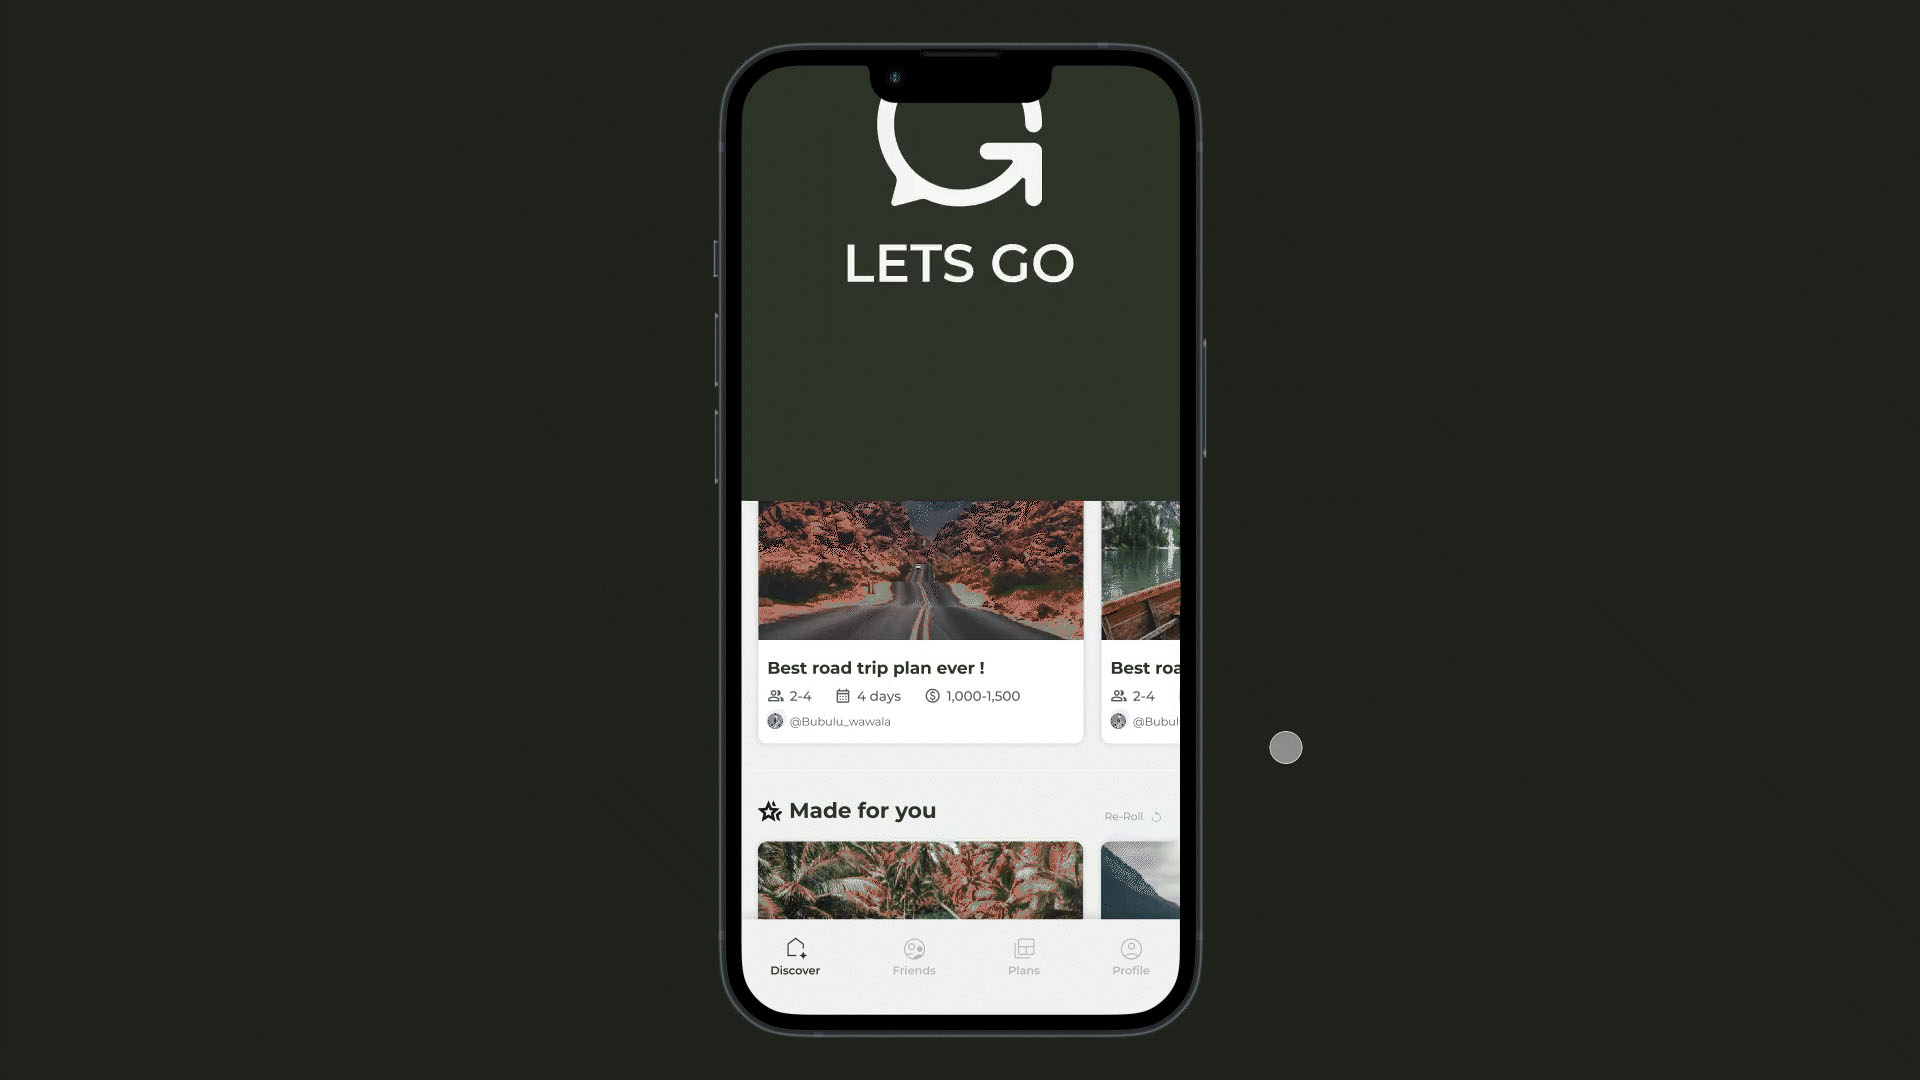 LETS GO
Best road trip plan ever !
Best roa
2-4 4 days 1,000-1,500
2-4
@Bubulu_wawala
@Bubul
Made for you
Re-Roll
Discover Friends Plans Profile